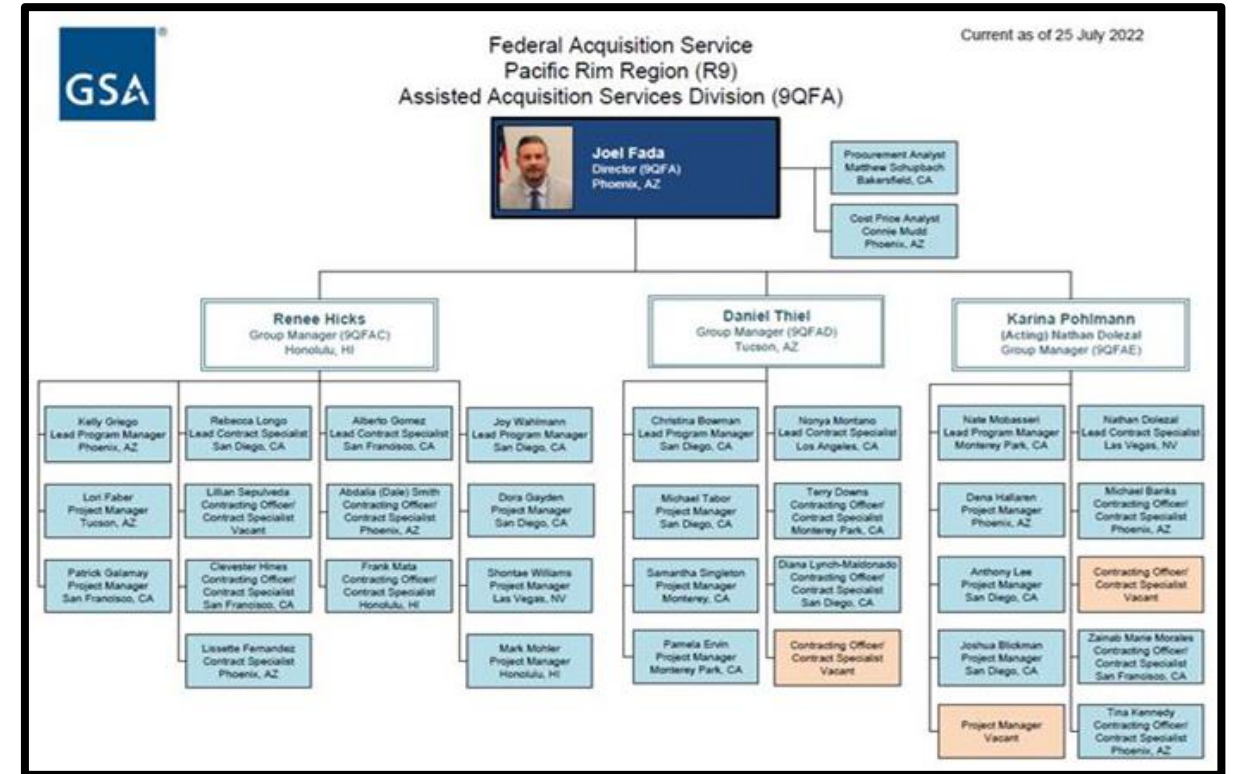 GSA
Federal Acquisition Service
Pacific Rim Region (R9)
Assisted Acquisition Services Division (9QFA)
Current as of 25 July 2022
Joel Fada
Director (9QFA)
Phoenix, AZ
Procurement Analyst
Matthew Schupbach
Bakersfield, CA
Cost Price Analyst
Connie Mudd
Phoenix, AZ
Renee Hicks
Group Manager (9QFAC)
Honolulu, HI
Daniel Thiel
Group Manager (9QFAD)
Tucson, AZ
Karina Pohlmann
(Acting) Nathan Dolezal
Group Manager (9QFAE)
Kelly Griego
Lead Program Manager
Phoenix, AZ
Lori Faber
Project Manager
Tucson, AZ
Patrick Galamay
Project Manager
San Francisco, CA
Rebecca Longo
Lead Contract Specialist
San Diego, CA
Lillian Sepulveda
Contracting Officer/
Contract Specialist
Vacant
Clevester Hines
Contracting Officer/
Contract Specialist
San Francisco, CA
Lissette Fernandez
Contract Specialist
Phoenix, AZ
Alberto Gomez
Lead Contract Specialist
San Francisco, CA
Abdalia (Dale) Smith
Contracting Officer/
Contract Specialist
Phoenix, AZ
Frank Mata
Contracting Officer/
Contract Specialist
Honolulu, HI
Joy Wahlmann
Lead Program Manager
San Diego, CA
Dora Gayden
Project Manager
San Diego, CA
Shontae Williams
Project Manager
Las Vegas, NV
Mark Mohler
Project Manager
Honolulu, HI
Christina Bowman
Lead Program Manager
San Diego, CA
Michael Tabor
Project Manager
San Diego, CA
Samantha Singleton
Project Manager
Monterey, CA
Pamela Ervin
Project Manager
Monterey Park, CA
Nonya Montano
Lead Contract Specialist
Los Angeles, CA
Terry Downs
Contracting Officer/
Contract Specialist
Monterey Park, CA
Diana Lynch-Maldonado
Contracting Officer/
Contract Specialist
San Diego, CA
Contracting Officer/
Contract Specialist
Vacant
Nate Mobasseri
Lead Program Manager
Monterey Park, CA
Dena Hallaren
Project Manager
Phoenix, AZ
Anthony Lee
Project Manager
San Diego, CA
Joshua Blickman
Project Manager
San Diego, CA
Project Manager
Vacant
Nathan Dolezal
Lead Contract Specialist
Las Vegas, NV
Michael Banks
Contracting Officer/
Contract Specialist
Phoenix, AZ
Contracting Officer/
Contract Specialist
Vacant
Zainab Marie Morales
Contracting Officer/
Contract Specialist
San Francisco, CA
Tina Kennedy
Contracting Officer/
Contract Specialist
Phoenix, AZ